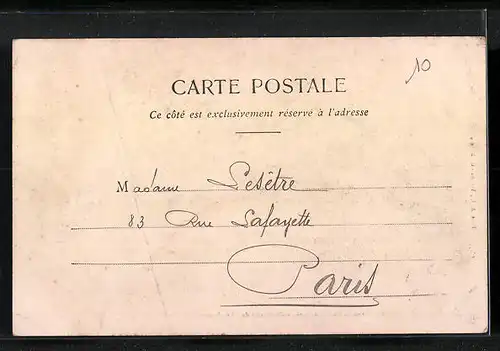 10
CARTE POSTALE
Ce côté est exclusivement réservé à l'adresse
Madame Lesêtre
83 Rue Lafayette
Paris